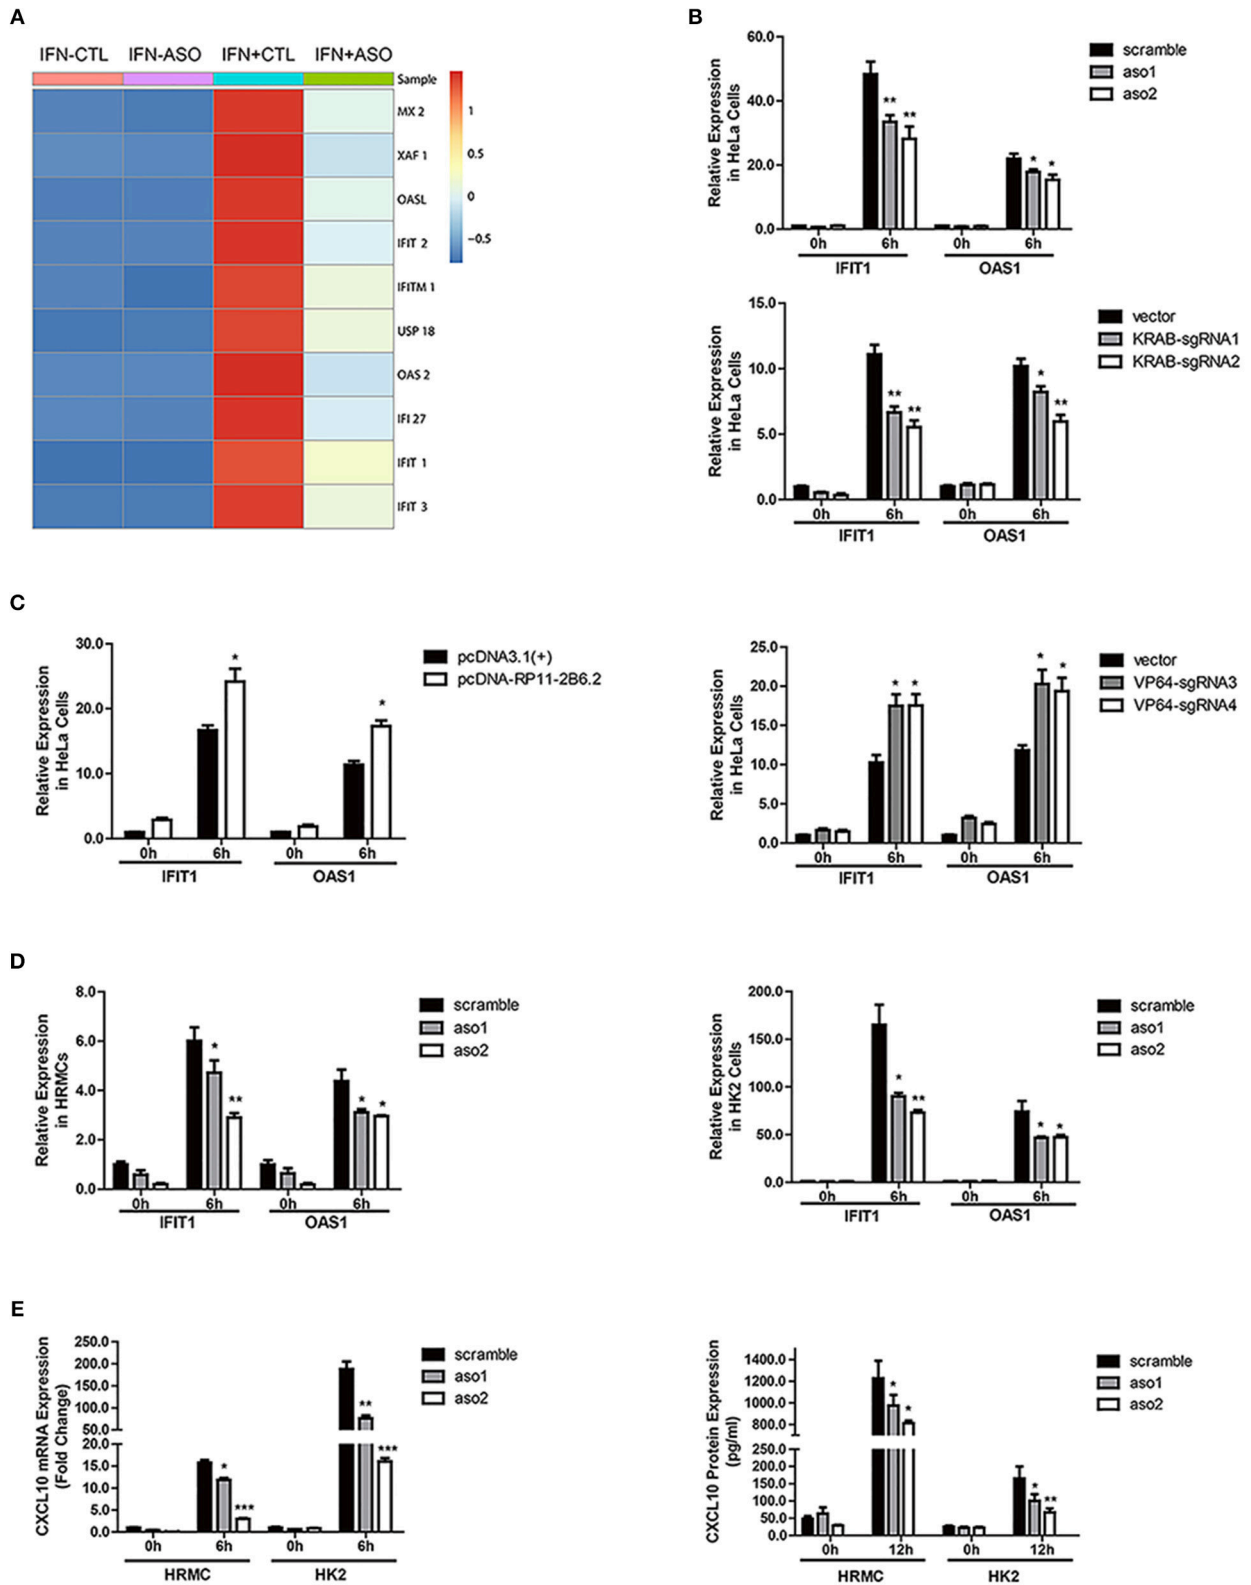 A
IFN-CTL IFN-ASO IFN+CTL IFN+ASO
Sample
MX 2
XAF 1
OASL
IFIT 2
IFITM 1
USP 18
OAS 2
IFI 27
IFIT 1
IFIT 3
1
0.5
0
−0.5
B
Relative Expression
in HeLa Cells
60.0
40.0
20.0
0.0
** ** * *
0h 6h 0h 6h
IFIT1 OAS1
scramble
aso1
aso2
Relative Expression
in HeLa Cells
15.0
10.0
5.0
0.0
** ** * **
0h 6h 0h 6h
IFIT1 OAS1
vector
KRAB-sgRNA1
KRAB-sgRNA2
C
Relative Expression
in HeLa Cells
30.0
20.0
10.0
0.0
* *
0h 6h 0h 6h
IFIT1 OAS1
pcDNA3.1(+)
pcDNA-RP11-2B6.2
Relative Expression
in HeLa Cells
25.0
20.0
15.0
10.0
5.0
0.0
* * * *
0h 6h 0h 6h
IFIT1 OAS1
vector
VP64-sgRNA3
VP64-sgRNA4
D
Relative Expression
in HRMCs
8.0
6.0
4.0
2.0
0.0
* ** * *
0h 6h 0h 6h
IFIT1 OAS1
scramble
aso1
aso2
Relative Expression
in HK2 Cells
200.0
150.0
100.0
50.0
0.0
* ** * *
0h 6h 0h 6h
IFIT1 OAS1
scramble
aso1
aso2
E
CXCL10 mRNA Expression
(Fold Change)
250.0
200.0
150.0
100.0
50.0
20.0
15.0
10.0
5.0
0.0
* *** ** ***
0h 6h 0h 6h
HRMC HK2
scramble
aso1
aso2
CXCL10 Protein Expression
(pg/ml)
1400.0
1200.0
1000.0
800.0
250.0
200.0
150.0
100.0
50.0
0.0
* * * **
0h 12h 0h 12h
HRMC HK2
scramble
aso1
aso2